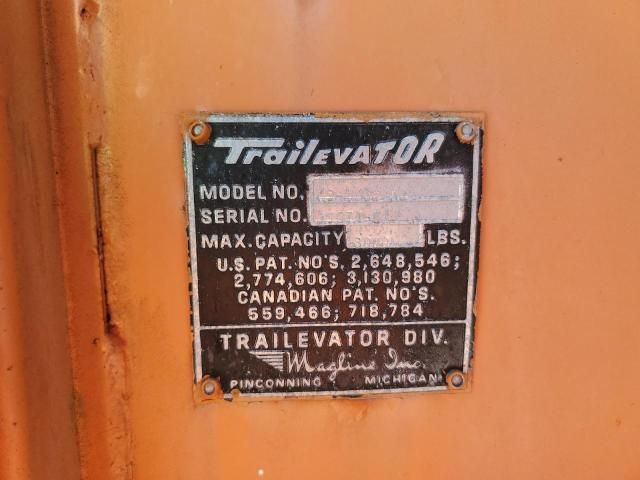 TrailEVATOR
MODEL NO.
SERIAL NO.
MAX. CAPACITY LBS.
U.S. PAT. NO'S. 2,648,546;
2,774,606; 3,130,980
CANADIAN PAT. NO'S.
559,466; 718,784
TRAILEVATOR DIV.
Magline Inc.
PINCONNING MICHIGAN